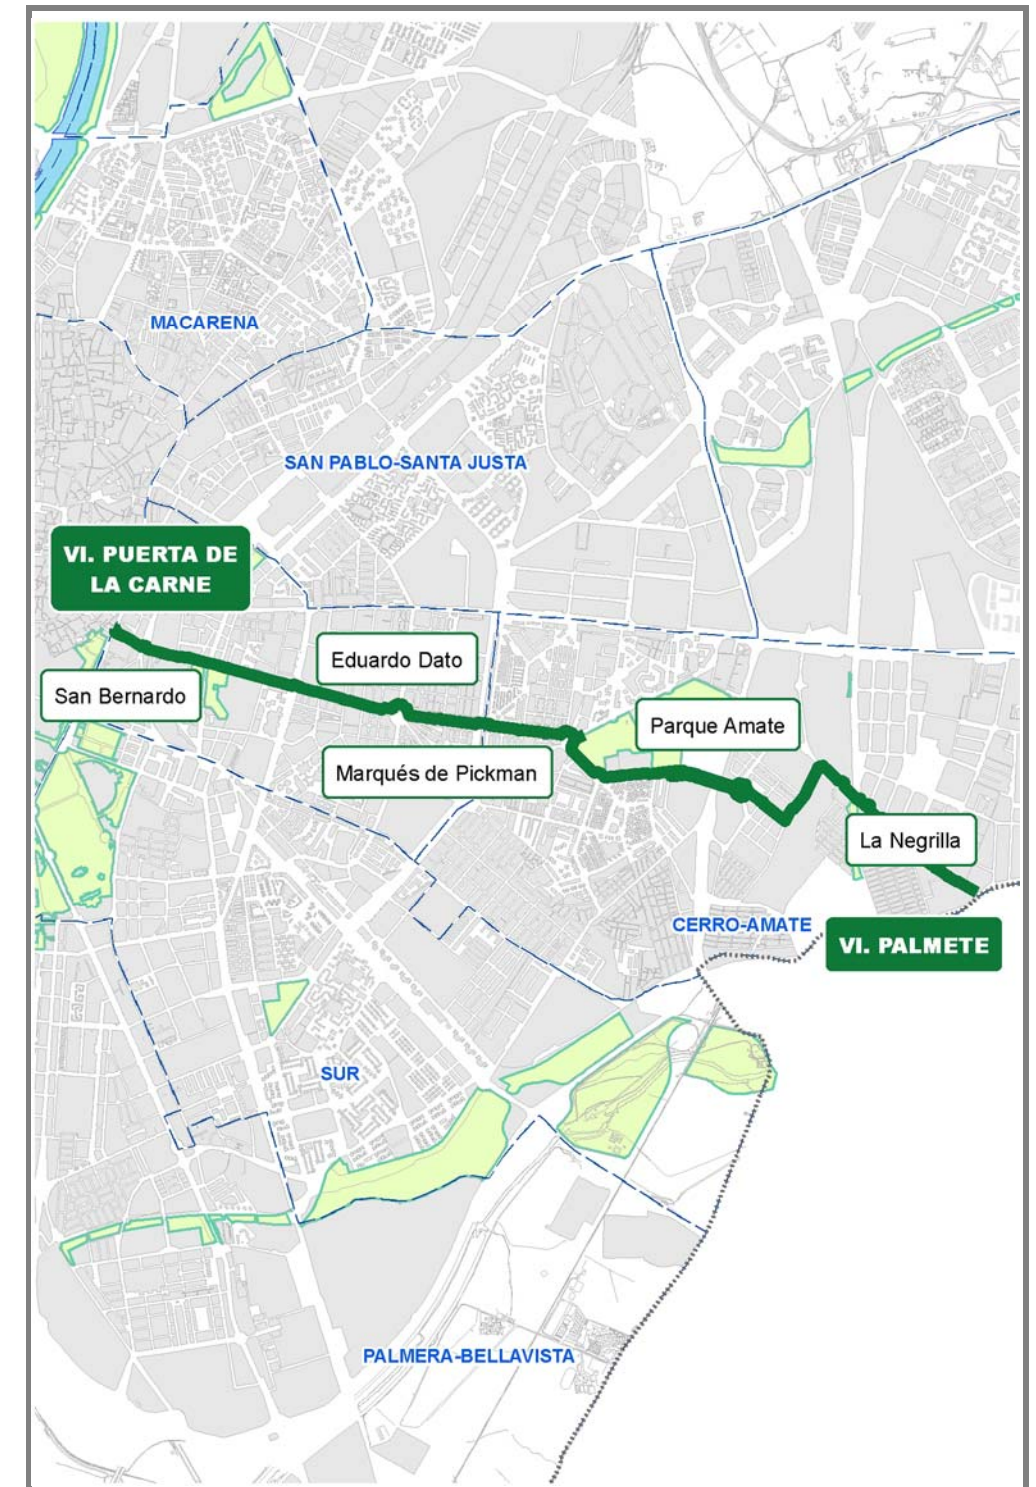 MACARENA
SAN PABLO-SANTA JUSTA
VI. PUERTA DE
LA CARNE
Eduardo Dato
San Bernardo
Parque Amate
Marqués de Pickman
La Negrilla
CERRO-AMATE
VI. PALMETE
SUR
PALMERA-BELLAVISTA